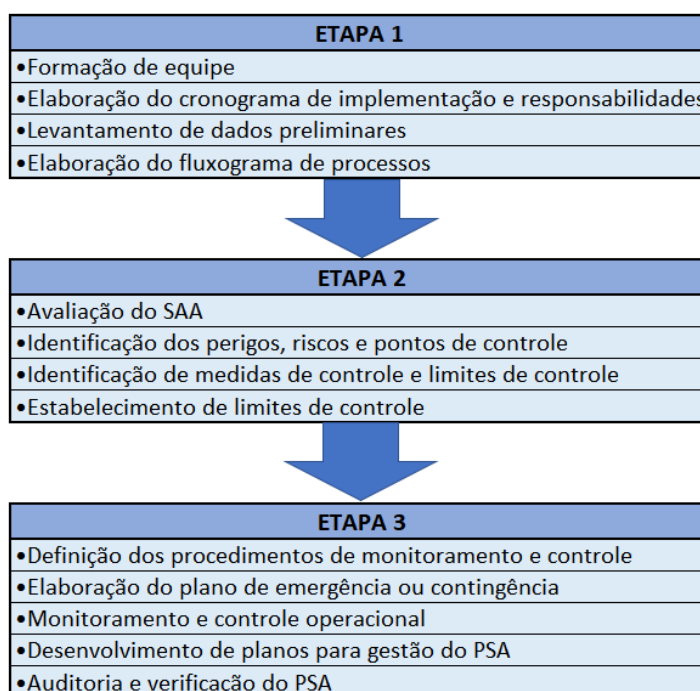 ETAPA 1
•Formação de equipe
•Elaboração do cronograma de implementação e responsabilidades
•Levantamento de dados preliminares
•Elaboração do fluxograma de processos
ETAPA 2
•Avaliação do SAA
•Identificação dos perigos, riscos e pontos de controle
•Identificação de medidas de controle e limites de controle
•Estabelecimento de limites de controle
ETAPA 3
•Definição dos procedimentos de monitoramento e controle
•Elaboração do plano de emergência ou contingência
•Monitoramento e controle operacional
•Desenvolvimento de planos para gestão do PSA
•Auditoria e verificação do PSA